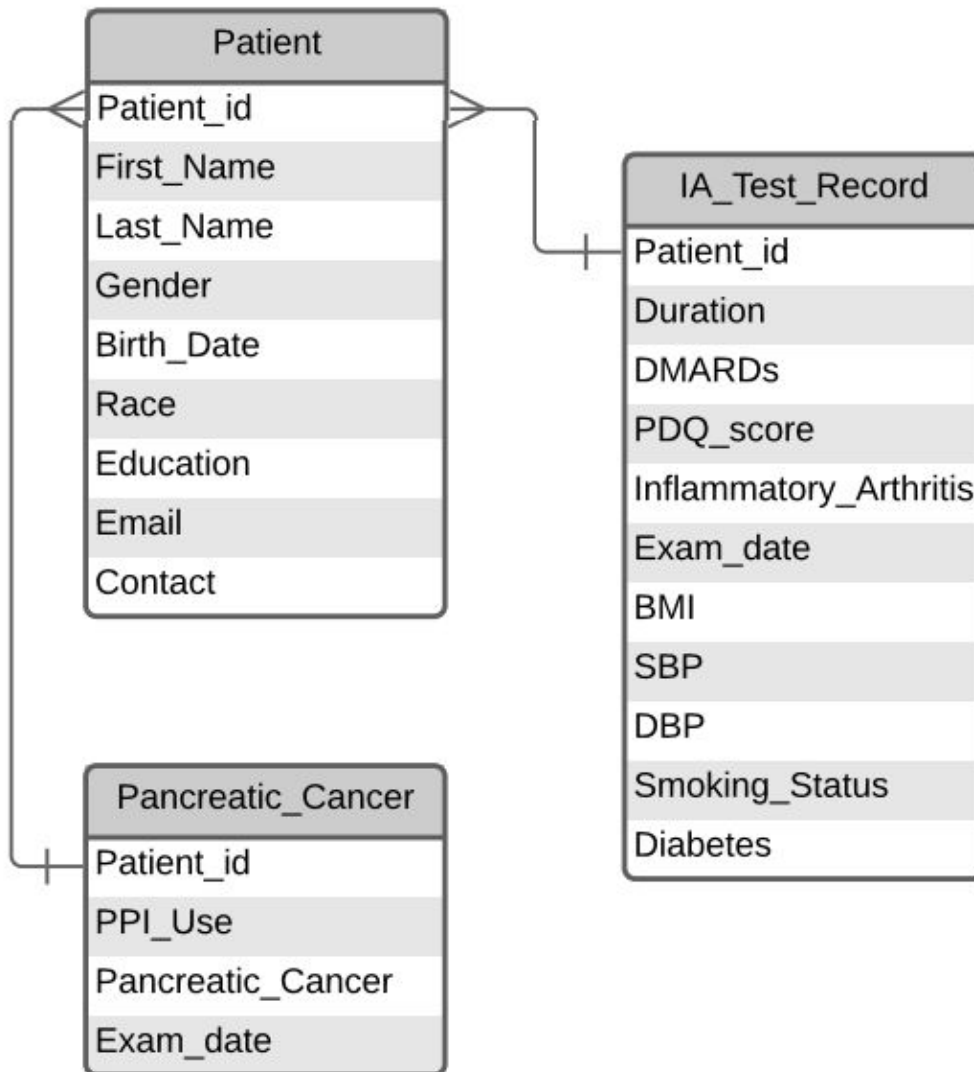 Patient
Patient_id
First_Name
Last_Name
Gender
Birth_Date
Race
Education
Email
Contact
IA_Test_Record
Patient_id
Duration
DMARDs
PDQ_score
Inflammatory_Arthritis
Exam_date
BMI
SBP
DBP
Smoking_Status
Diabetes
Pancreatic_Cancer
Patient_id
PPI_Use
Pancreatic_Cancer
Exam_date